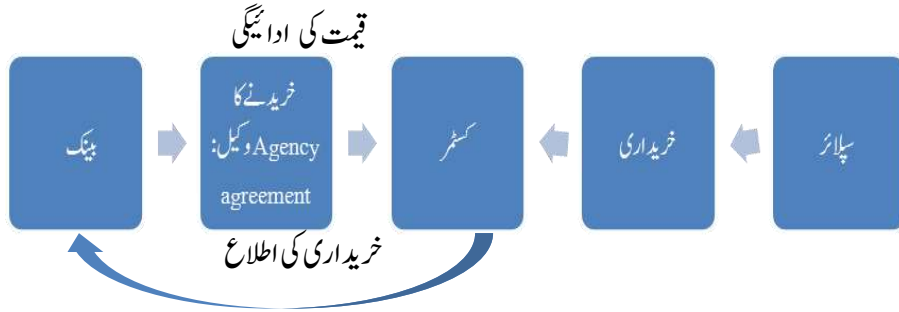 قیمت کی ادائیگی
سپلائر
خریداری
کسٹمر
خریدنے کا
وکیل: Agency
agreement
بینک
خریداری کی اطلاع